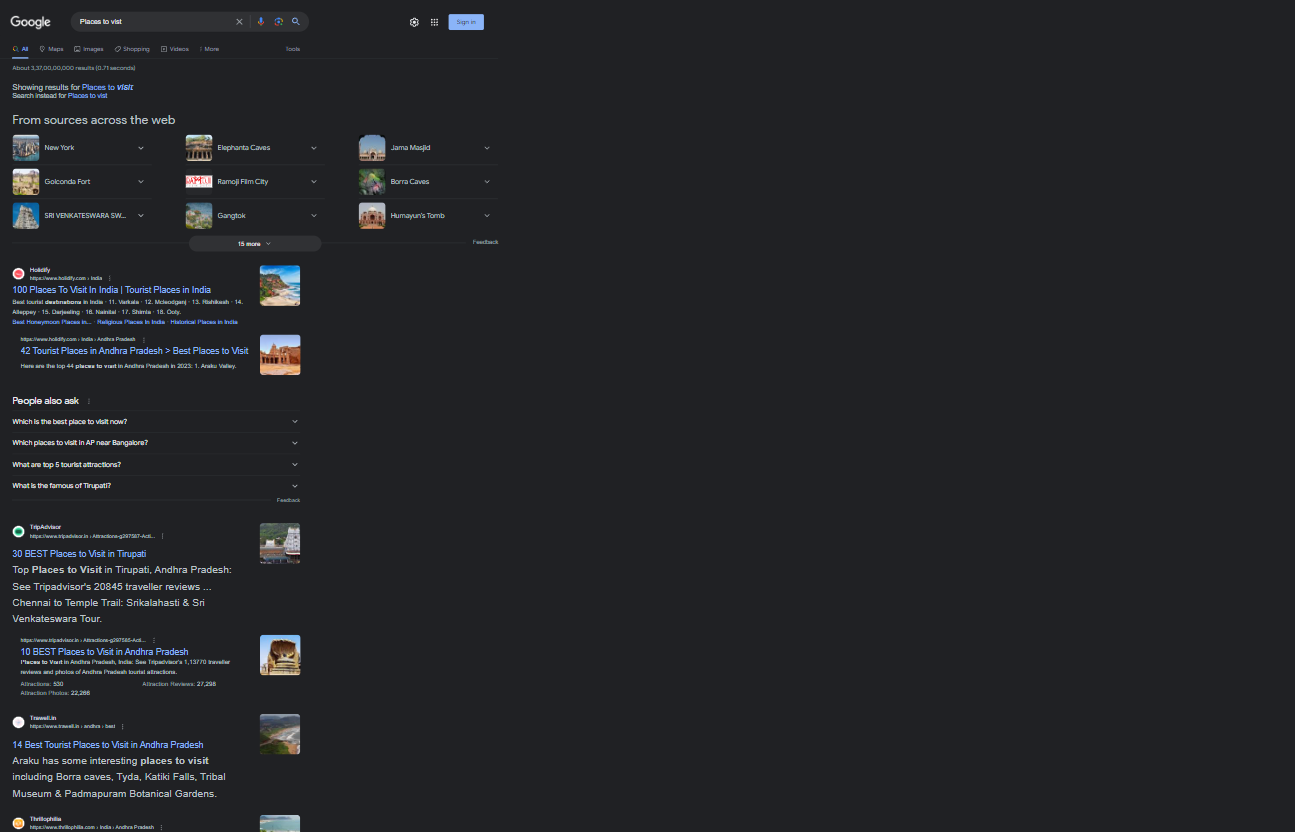 Google
Places to vist
Sign in
All Maps Images Shopping Videos More Tools
About 3,37,00,00,000 results (0.71 seconds)
Showing results for Places to visit
Search instead for Places to vist
From sources across the web
New York Elephanta Caves Jama Masjid
Golconda Fort Ramoji Film City Borra Caves
SRI VENKATESWARA SW... Gangtok Humayun's Tomb
15 more
Feedback
Holidify
https://www.holidify.com › India
100 Places To Visit In India | Tourist Places in India
Best tourist destinations in India · 11. Varkala · 12. Mcleodganj · 13. Rishikesh · 14.
Alleppey · 15. Darjeeling · 16. Nainital · 17. Shimla · 18. Ooty.
Best Honeymoon Places in... · Religious Places In India · Historical Places in India
https://www.holidify.com › India › Andhra Pradesh
42 Tourist Places in Andhra Pradesh > Best Places to Visit
Here are the top 44 places to visit in Andhra Pradesh in 2023: 1. Araku Valley.
People also ask
Which is the best place to visit now?
Which places to visit in AP near Bangalore?
What are top 5 tourist attractions?
What is the famous of Tirupati?
Feedback
TripAdvisor
https://www.tripadvisor.in › Attractions-g297587-Acti...
30 BEST Places to Visit in Tirupati
Top Places to Visit in Tirupati, Andhra Pradesh:
See Tripadvisor's 20845 traveller reviews ...
Chennai to Temple Trail: Srikalahasti & Sri
Venkateswara Tour.
https://www.tripadvisor.in › Attractions-g297585-Acti...
10 BEST Places to Visit in Andhra Pradesh
Places to Visit in Andhra Pradesh, India: See Tripadvisor's 1,13770 traveller
reviews and photos of Andhra Pradesh tourist attractions.
Attractions: 530 Attraction Reviews: 27,298
Attraction Photos: 22,266
Trawell.in
https://www.trawell.in › andhra › best
14 Best Tourist Places to Visit in Andhra Pradesh
Araku has some interesting places to visit
including Borra caves, Tyda, Katiki Falls, Tribal
Museum & Padmapuram Botanical Gardens.
Thrillophilia
https://www.thrillophilia.com › India › Andhra Pradesh